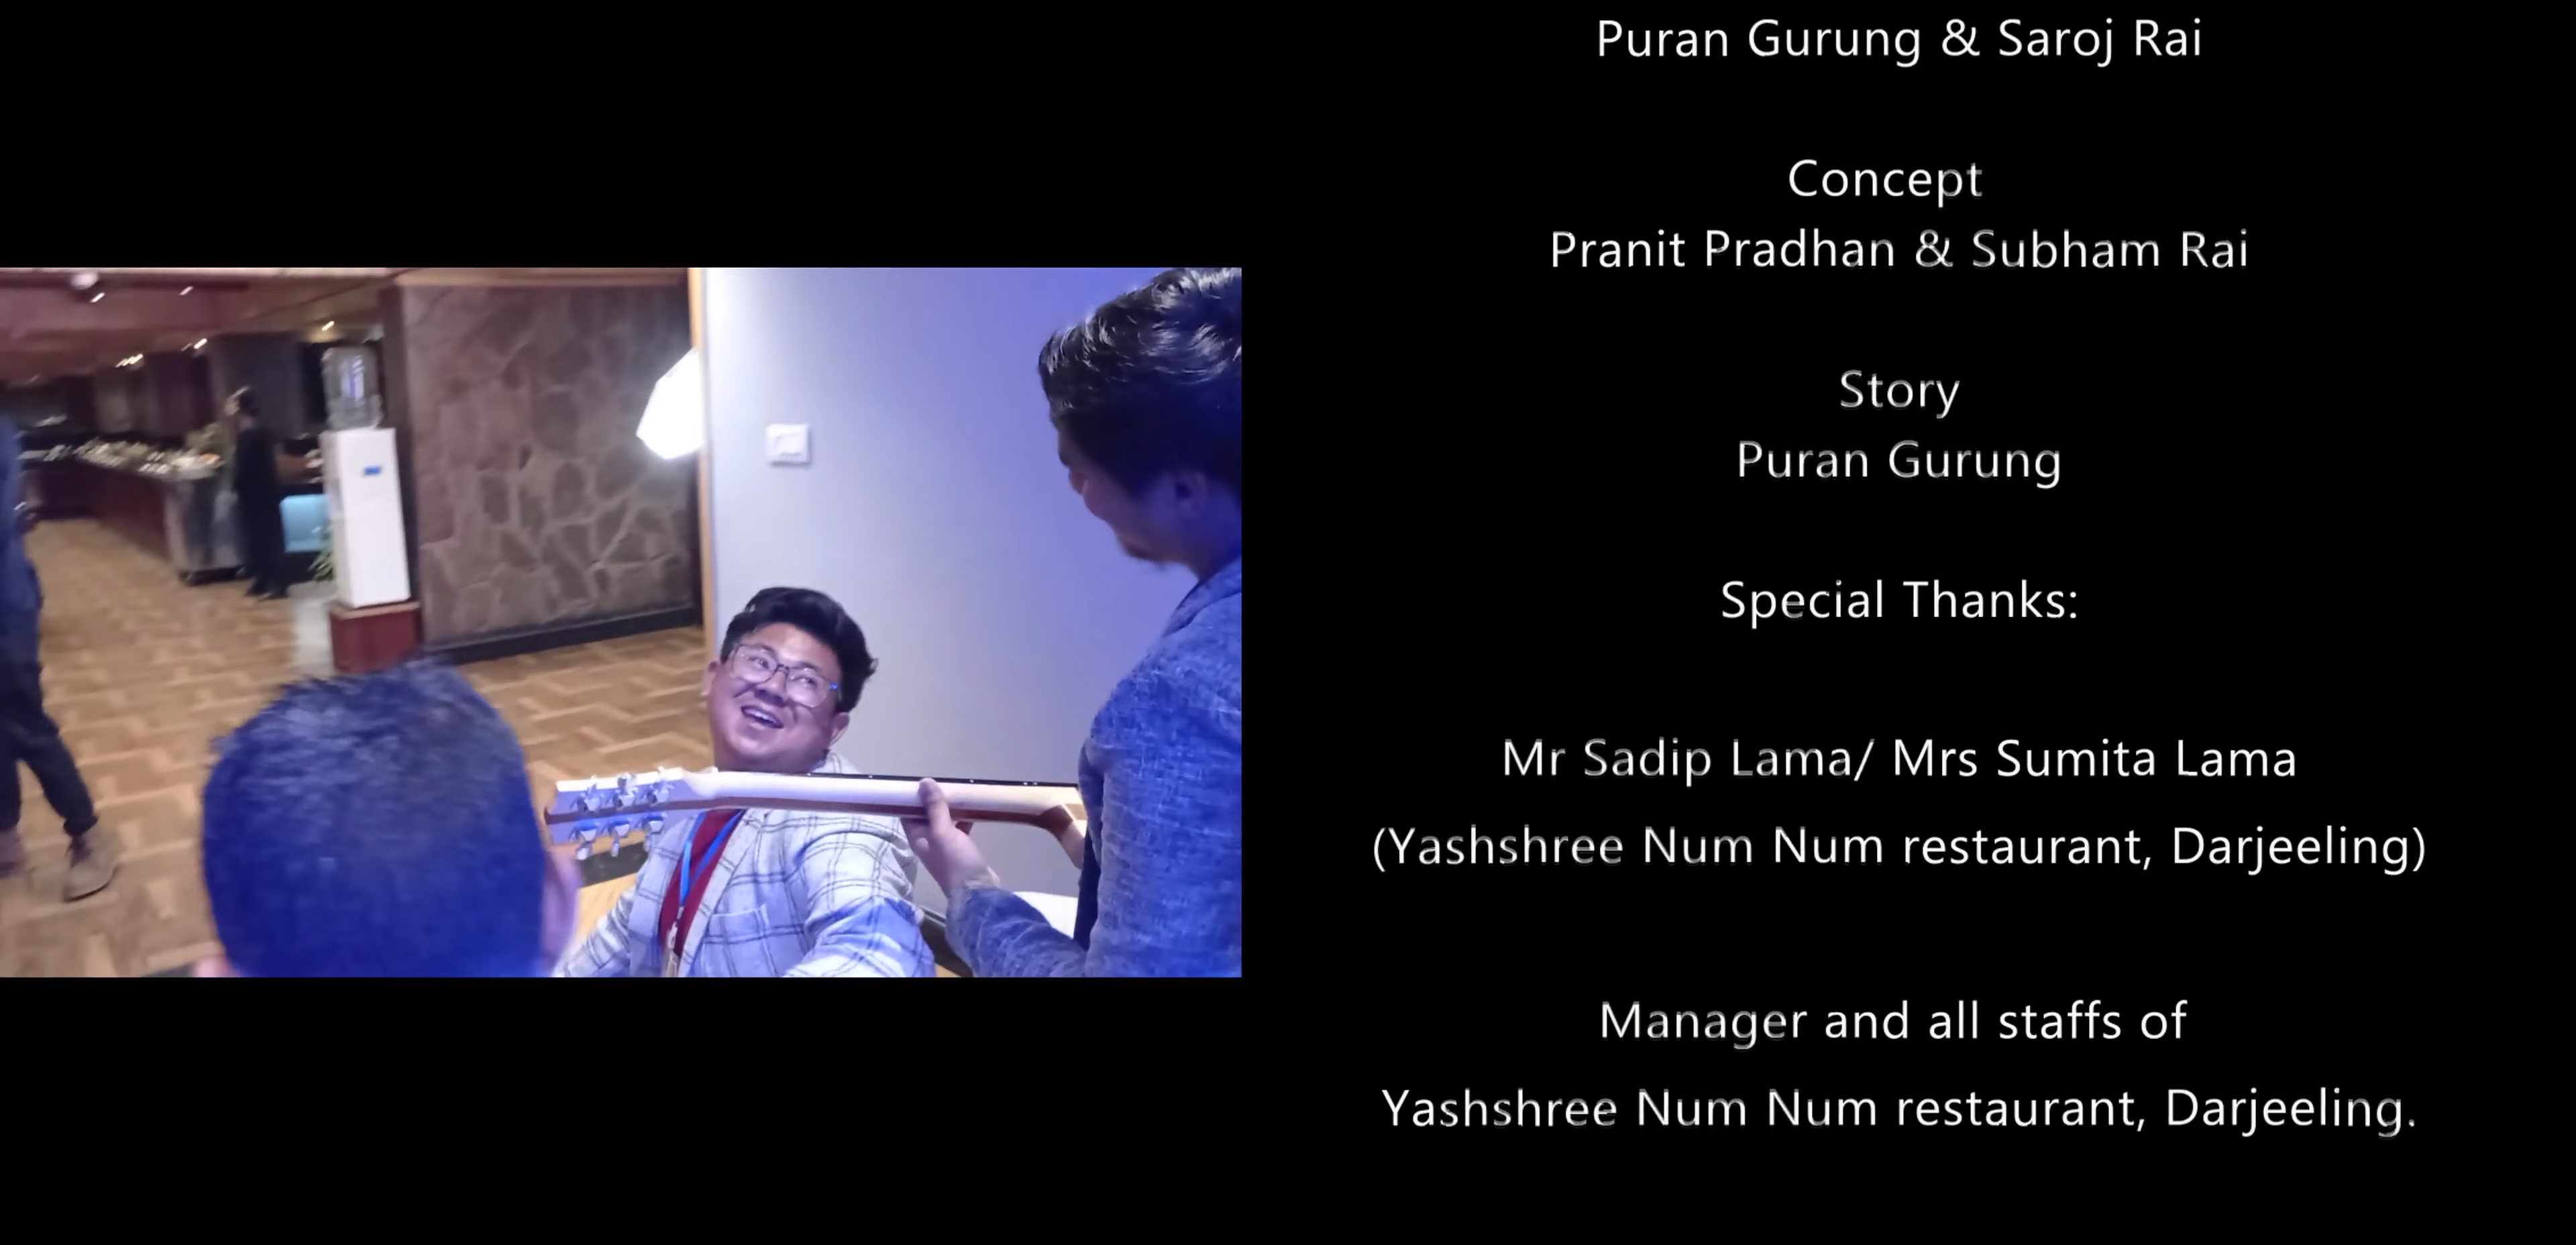 Puran Gurung & Saroj Rai
Concept
Pranit Pradhan & Subham Rai
Story
Puran Gurung
Special Thanks:
Mr Sadip Lama/ Mrs Sumita Lama
(Yashshree Num Num restaurant, Darjeeling)
Manager and all staffs of
Yashshree Num Num restaurant, Darjeeling.